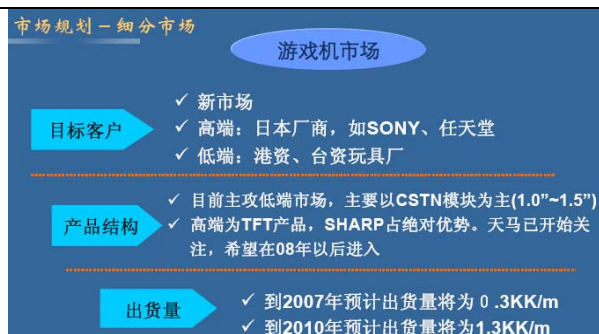 市场规划－细分市场
游戏机市场
目标客户
✓ 新市场
✓ 高端：日本厂商，如SONY、任天堂
✓ 低端：港资、台资玩具厂
产品结构
✓ 目前主攻低端市场，主要以CSTN模块为主(1.0”~1.5”)
✓ 高端为TFT产品，SHARP占绝对优势。天马已开始关
注，希望在08年以后进入
出货量
✓ 到2007年预计出货量将为０.3KK/m
✓ 到2010年预计出货量将为1.3KK/m